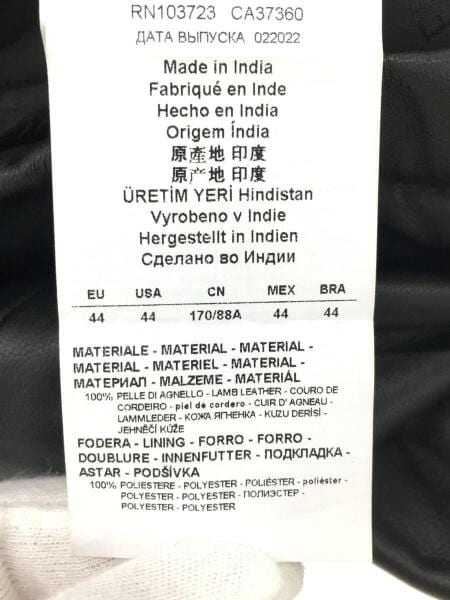 RN103723 CA37360
ДАТА ВЫПУСКА 022022
Made in India
Fabriqué en Inde
Hecho en India
Origem Índia
原產地 印度
原产地 印度
ÜRETİM YERİ Hindistan
Vyrobeno v Indie
Hergestellt in Indien
Сделано во Индии
EU USA CN MEX BRA
44 44 170/88A 44 44
MATERIALE - MATERIAL - MATERIAL -
MATERIAL - MATERIEL - MATERIAL -
МАТЕРИАЛ - MALZEME - MATERIÁL
100% PELLE DI AGNELLO - LAMB LEATHER - COURO DE
CORDEIRO - piel de cordero - CUIR D' AGNEAU -
LAMMLEDER - КОЖА ЯГНЕНКА - KUZU DERİSİ -
JEHNĚČÍ KŮŽE
FODERA - LINING - FORRO - FORRO -
DOUBLURE - INNENFUTTER - ПОДКЛАДКА -
ASTAR - PODŠÍVKA
100% POLIESTERE - POLYESTER - POLIÉSTER - poliéster -
POLYESTER - POLYESTER - ПОЛИЭСТЕР -
POLYESTER - POLYESTER